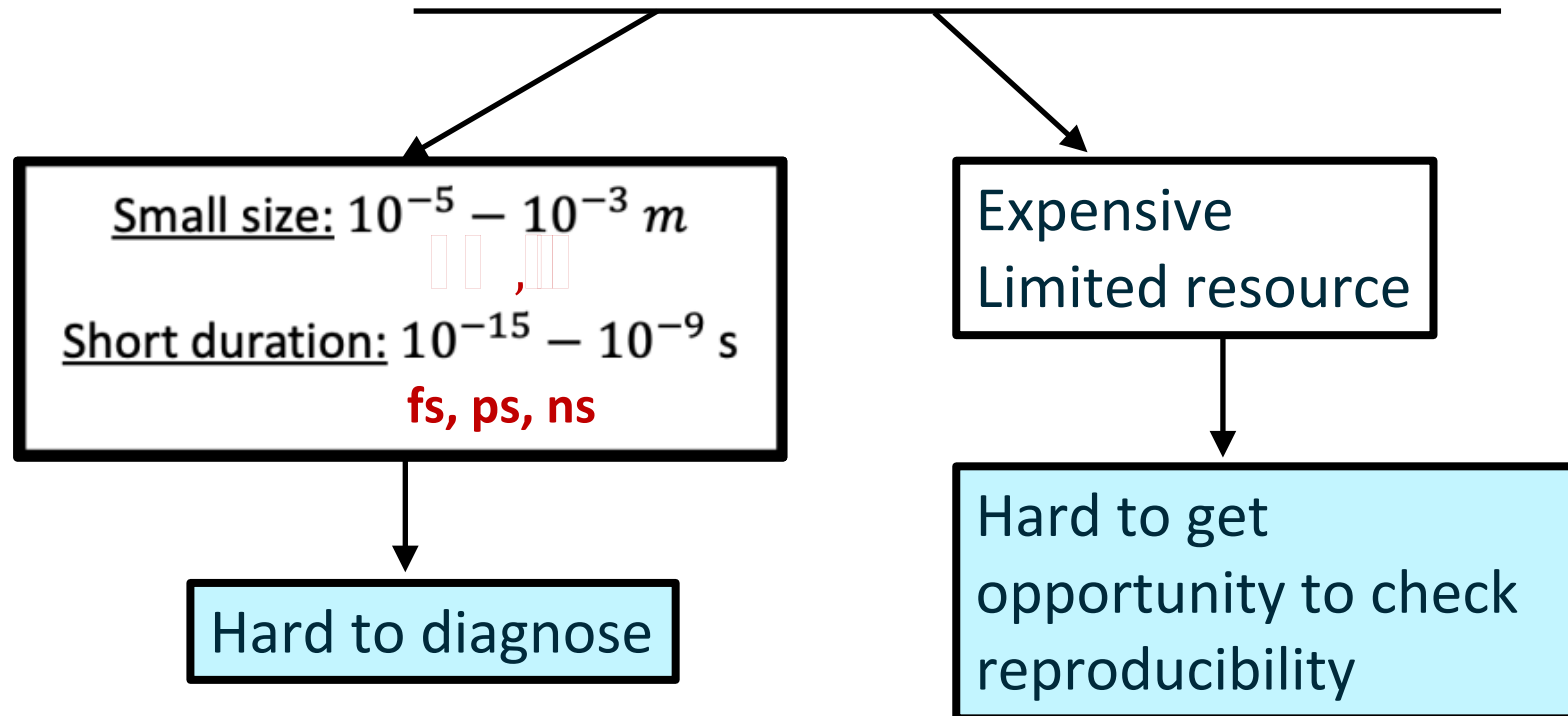 Small size: 10⁻⁵ − 10⁻³ m
,
Short duration: 10⁻¹⁵ − 10⁻⁹ s
fs, ps, ns
Hard to diagnose
Expensive
Limited resource
Hard to get
opportunity to check
reproducibility